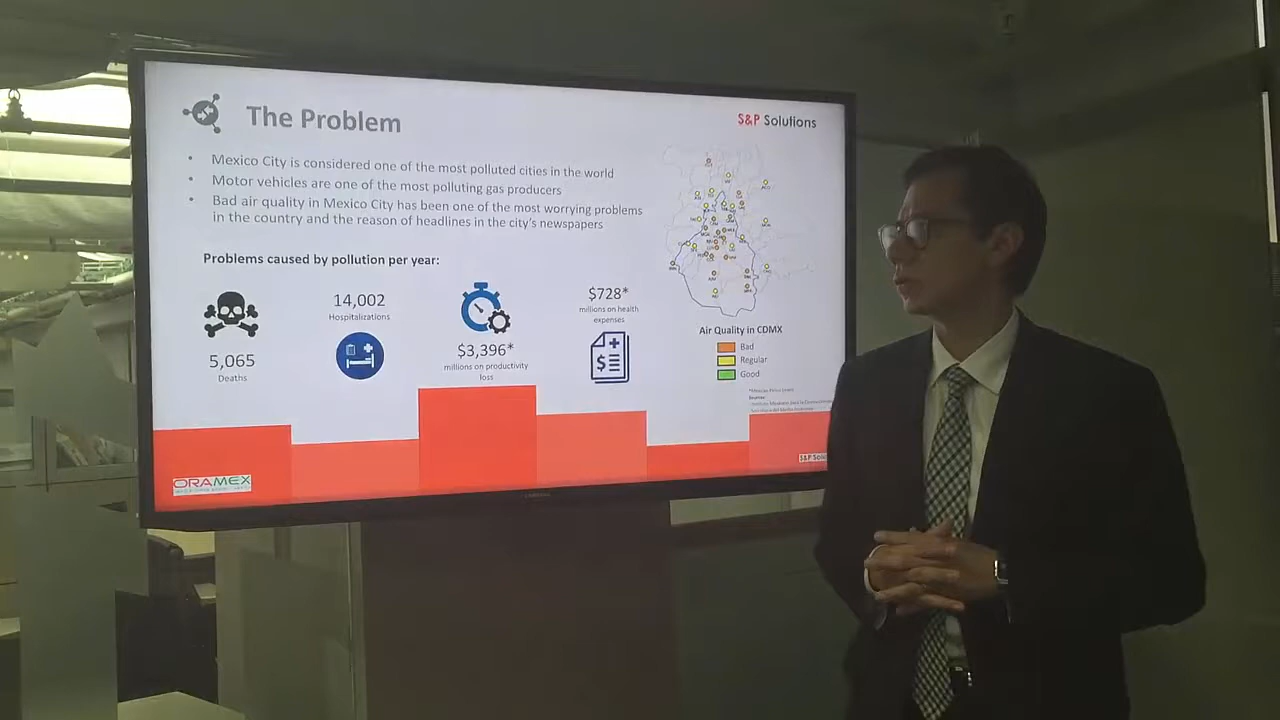 The Problem
S&P Solutions
• Mexico City is considered one of the most polluted cities in the world
• Motor vehicles are one of the most polluting gas producers
• Bad air quality in Mexico City has been one of the most worrying problems
in the country and the reason of headlines in the city's newspapers
Problems caused by pollution per year:
5,065
Deaths
14,002
Hospitalizations
$3,396*
millions on productivity
loss
$728*
millions on health
expenses
Air Quality in CDMX
Bad
Regular
Good
Sources:
ORAMEX
S&P Solu